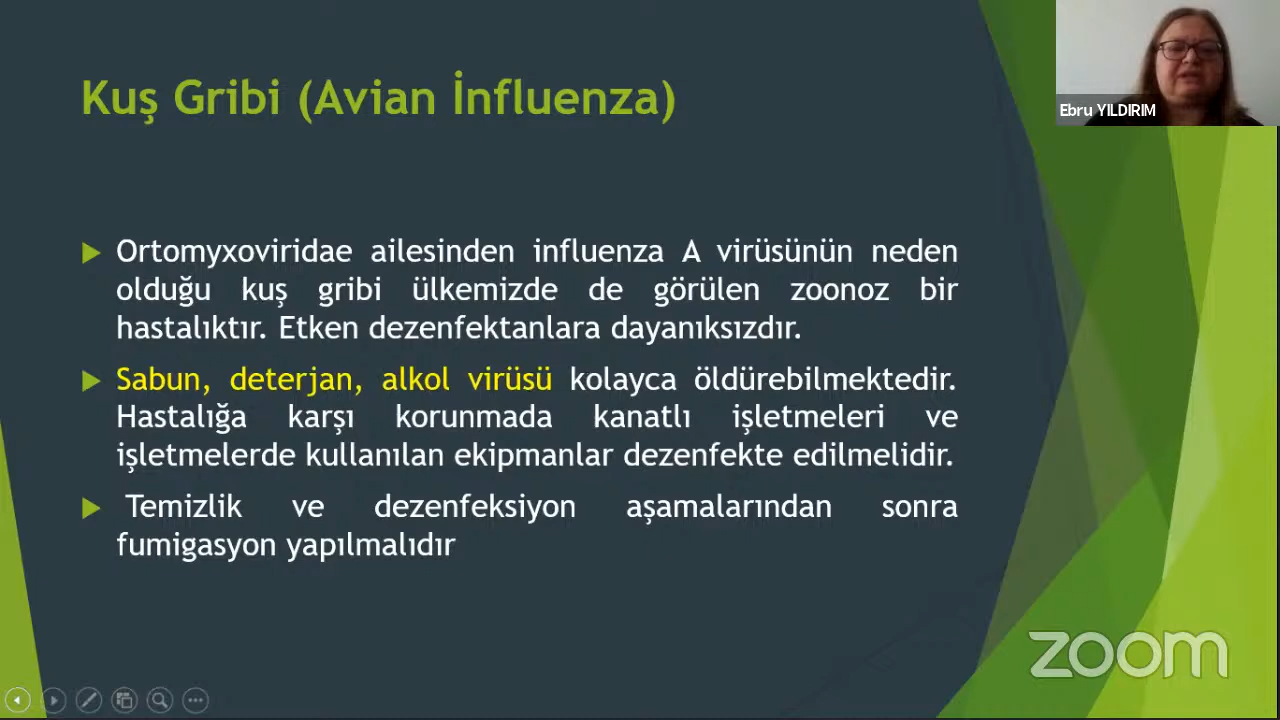 Kuş Gribi (Avian İnfluenza)
Ebru YILDIRIM
Ortomyxoviridae ailesinden influenza A virüsünün neden
olduğu kuş gribi ülkemizde de görülen zoonoz bir
hastalıktır. Etken dezenfektanlara dayanıksızdır.
Sabun, deterjan, alkol virüsü kolayca öldürebilmektedir.
Hastalığa karşı korunmada kanatlı işletmeleri ve
işletmelerde kullanılan ekipmanlar dezenfekte edilmelidir.
Temizlik ve dezenfeksiyon aşamalarından sonra
fumigasyon yapılmalıdır
zoom